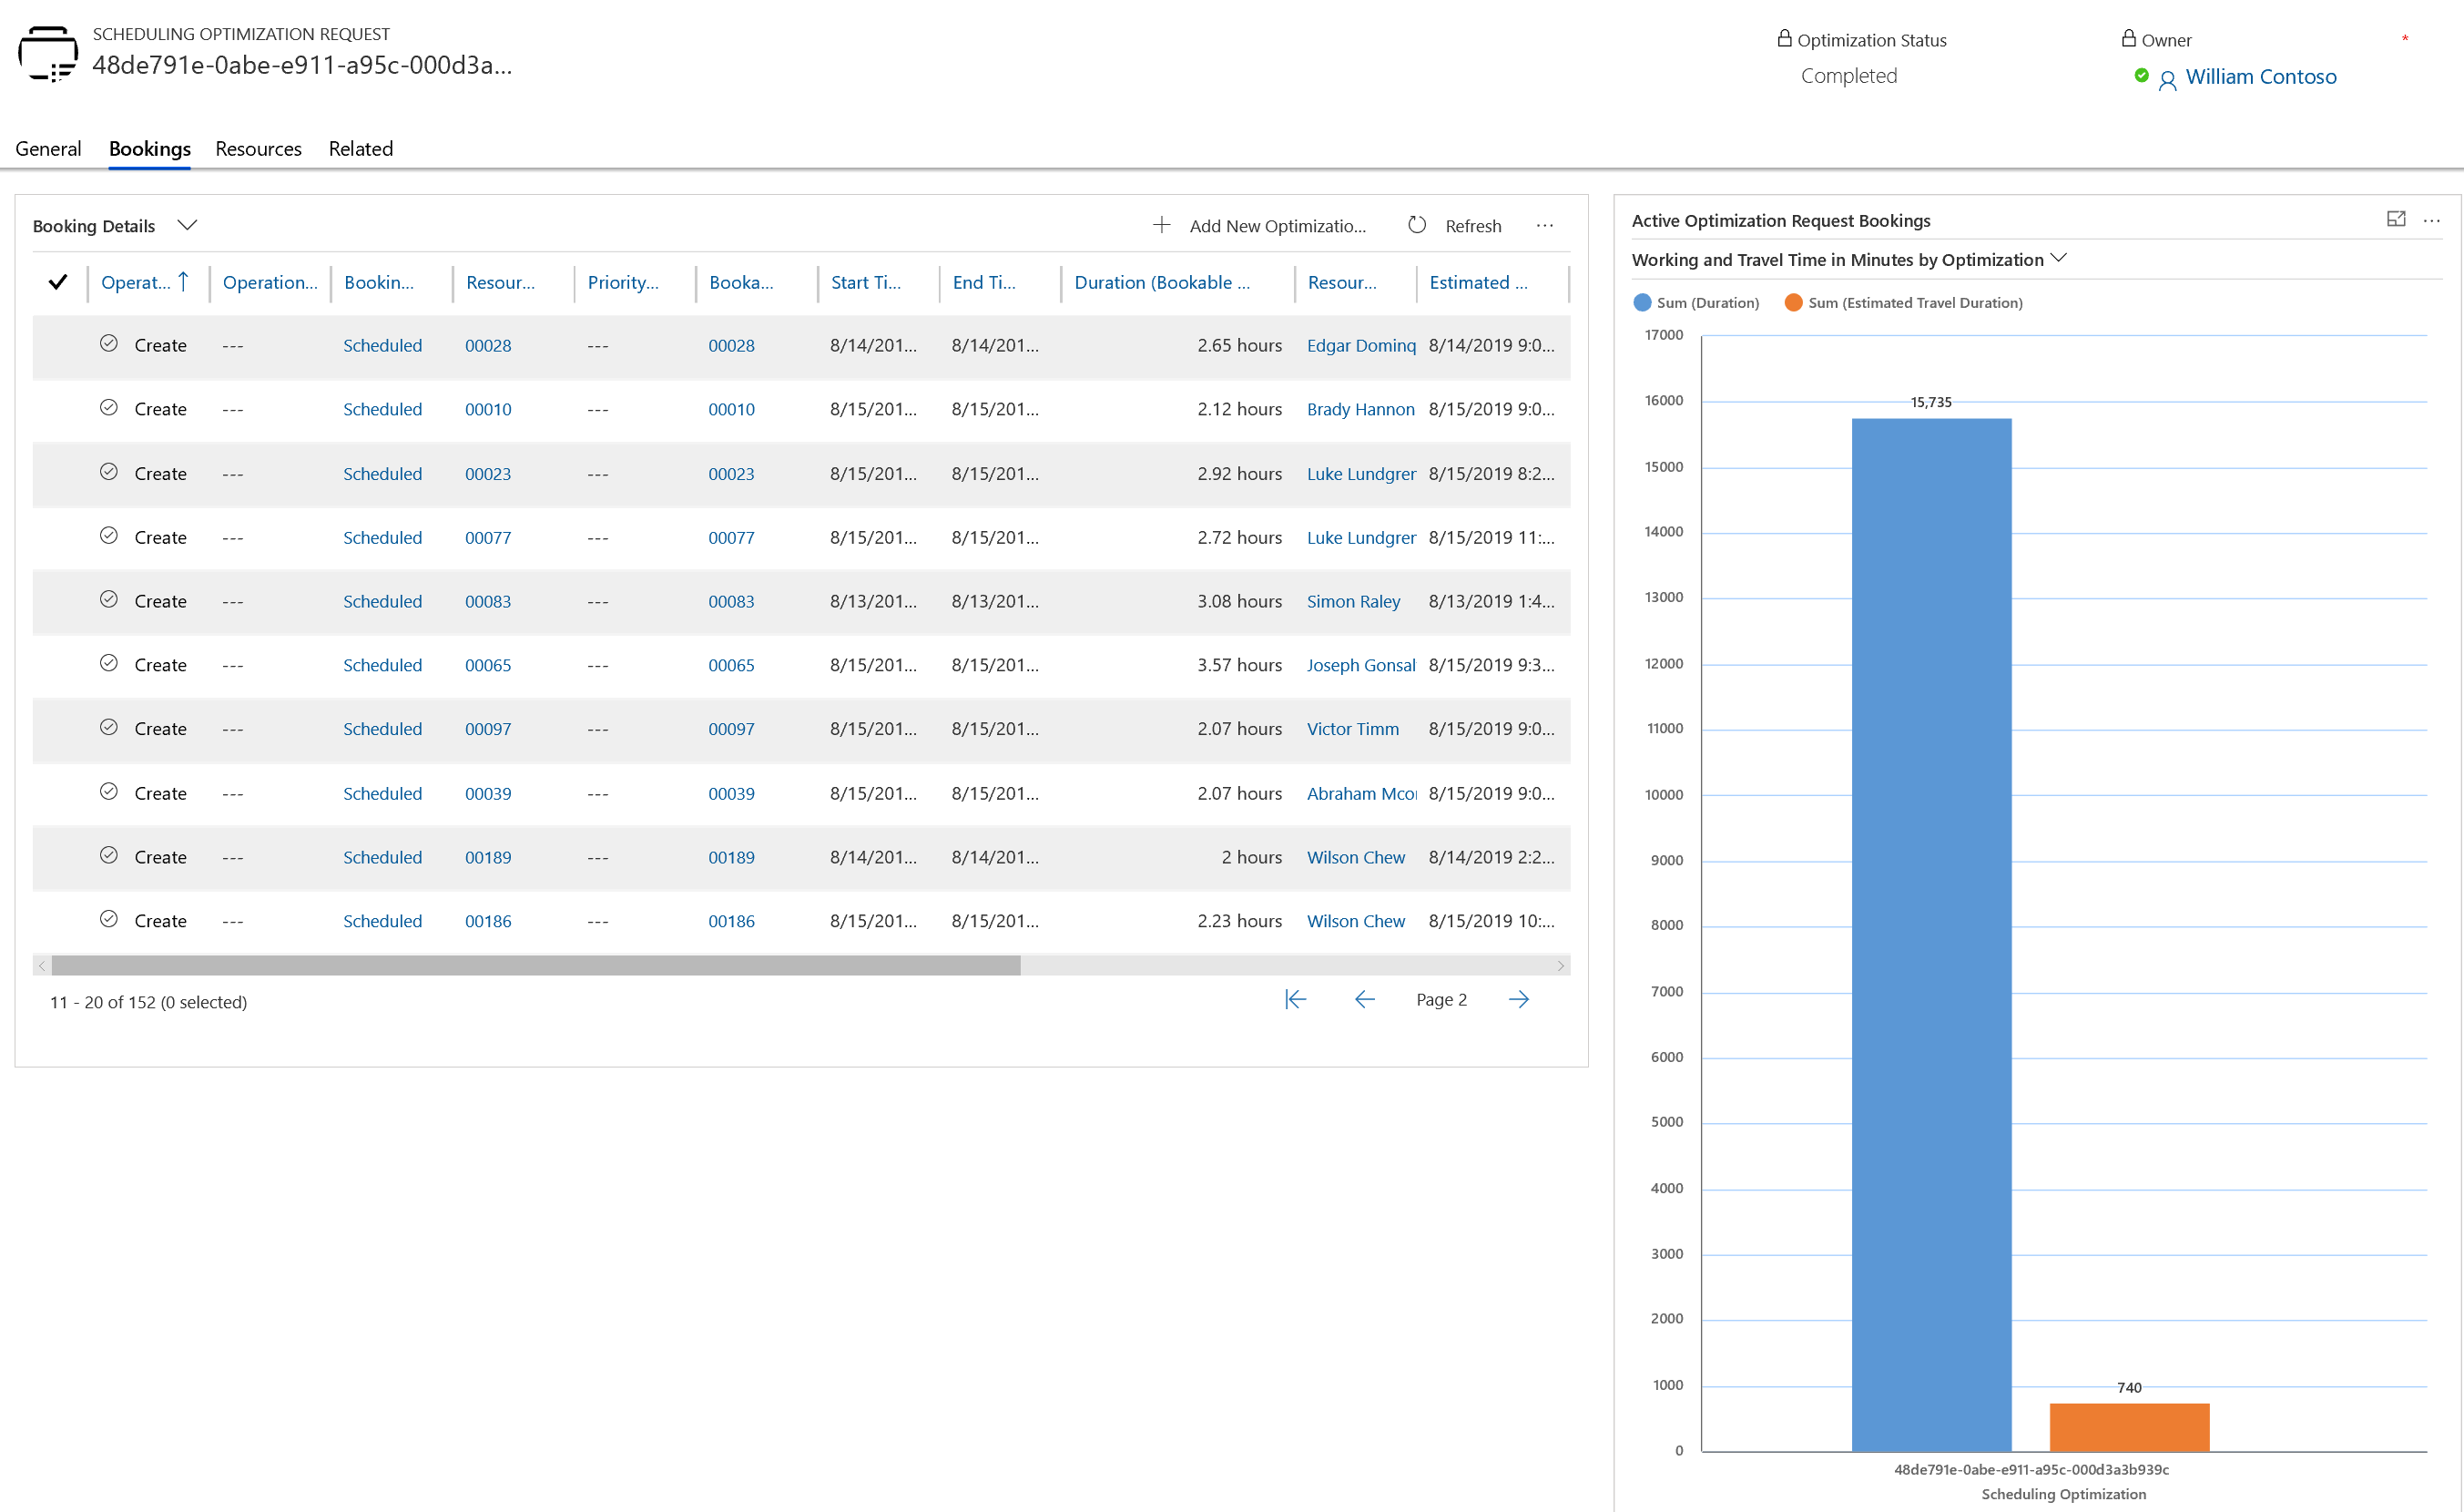 SCHEDULING OPTIMIZATION REQUEST
48de791e-0abe-e911-a95c-000d3a...
Optimization Status
Completed
Owner *
William Contoso
General Bookings Resources Related
Booking Details
Add New Optimizatio... Refresh ...
Operat... Operation... Bookin... Resour... Priority... Booka... Start Ti... End Ti... Duration (Bookable ... Resour... Estimated ...
Create --- Scheduled 00028 --- 00028 8/14/201... 8/14/201... 2.65 hours Edgar Dominq 8/14/2019 9:0...
Create --- Scheduled 00010 --- 00010 8/15/201... 8/15/201... 2.12 hours Brady Hannon 8/15/2019 9:0...
Create --- Scheduled 00023 --- 00023 8/15/201... 8/15/201... 2.92 hours Luke Lundgrer 8/15/2019 8:2...
Create --- Scheduled 00077 --- 00077 8/15/201... 8/15/201... 2.72 hours Luke Lundgrer 8/15/2019 11:...
Create --- Scheduled 00083 --- 00083 8/13/201... 8/13/201... 3.08 hours Simon Raley 8/13/2019 1:4...
Create --- Scheduled 00065 --- 00065 8/15/201... 8/15/201... 3.57 hours Joseph Gonsal 8/15/2019 9:3...
Create --- Scheduled 00097 --- 00097 8/15/201... 8/15/201... 2.07 hours Victor Timm 8/15/2019 9:0...
Create --- Scheduled 00039 --- 00039 8/15/201... 8/15/201... 2.07 hours Abraham Mco 8/15/2019 9:0...
Create --- Scheduled 00189 --- 00189 8/14/201... 8/14/201... 2 hours Wilson Chew 8/14/2019 2:2...
Create --- Scheduled 00186 --- 00186 8/15/201... 8/15/201... 2.23 hours Wilson Chew 8/15/2019 10:...
11 - 20 of 152 (0 selected)
Page 2
Active Optimization Request Bookings ...
Working and Travel Time in Minutes by Optimization
Sum (Duration) Sum (Estimated Travel Duration)
17000
16000
15,735
15000
14000
13000
12000
11000
10000
9000
8000
7000
6000
5000
4000
3000
2000
1000
740
0
48de791e-0abe-e911-a95c-000d3a3b939c
Scheduling Optimization